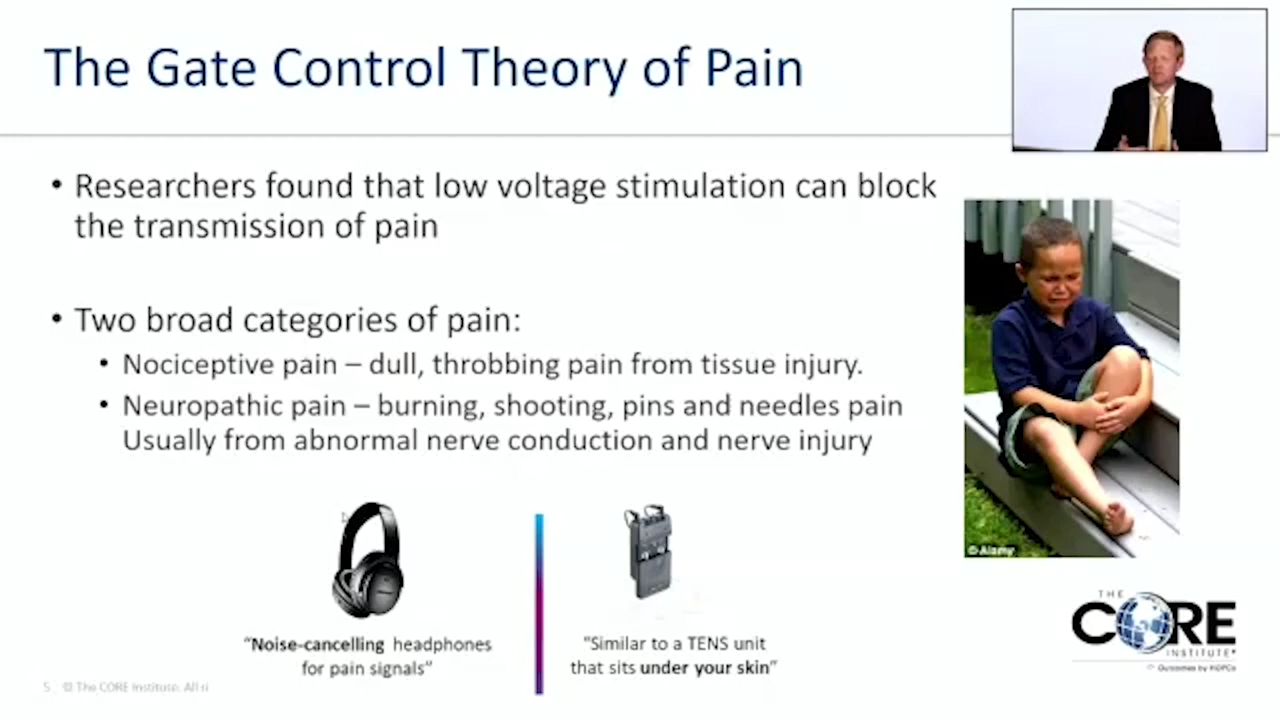 The Gate Control Theory of Pain
• Researchers found that low voltage stimulation can block
the transmission of pain
• Two broad categories of pain:
• Nociceptive pain – dull, throbbing pain from tissue injury.
• Neuropathic pain – burning, shooting, pins and needles pain
Usually from abnormal nerve conduction and nerve injury
© Alamy
"Noise-cancelling headphones
for pain signals"
"Similar to a TENS unit
that sits under your skin"
THE
CORE
INSTITUTE®
Outcomes by HOPCo
5 © The CORE Institute. All ri